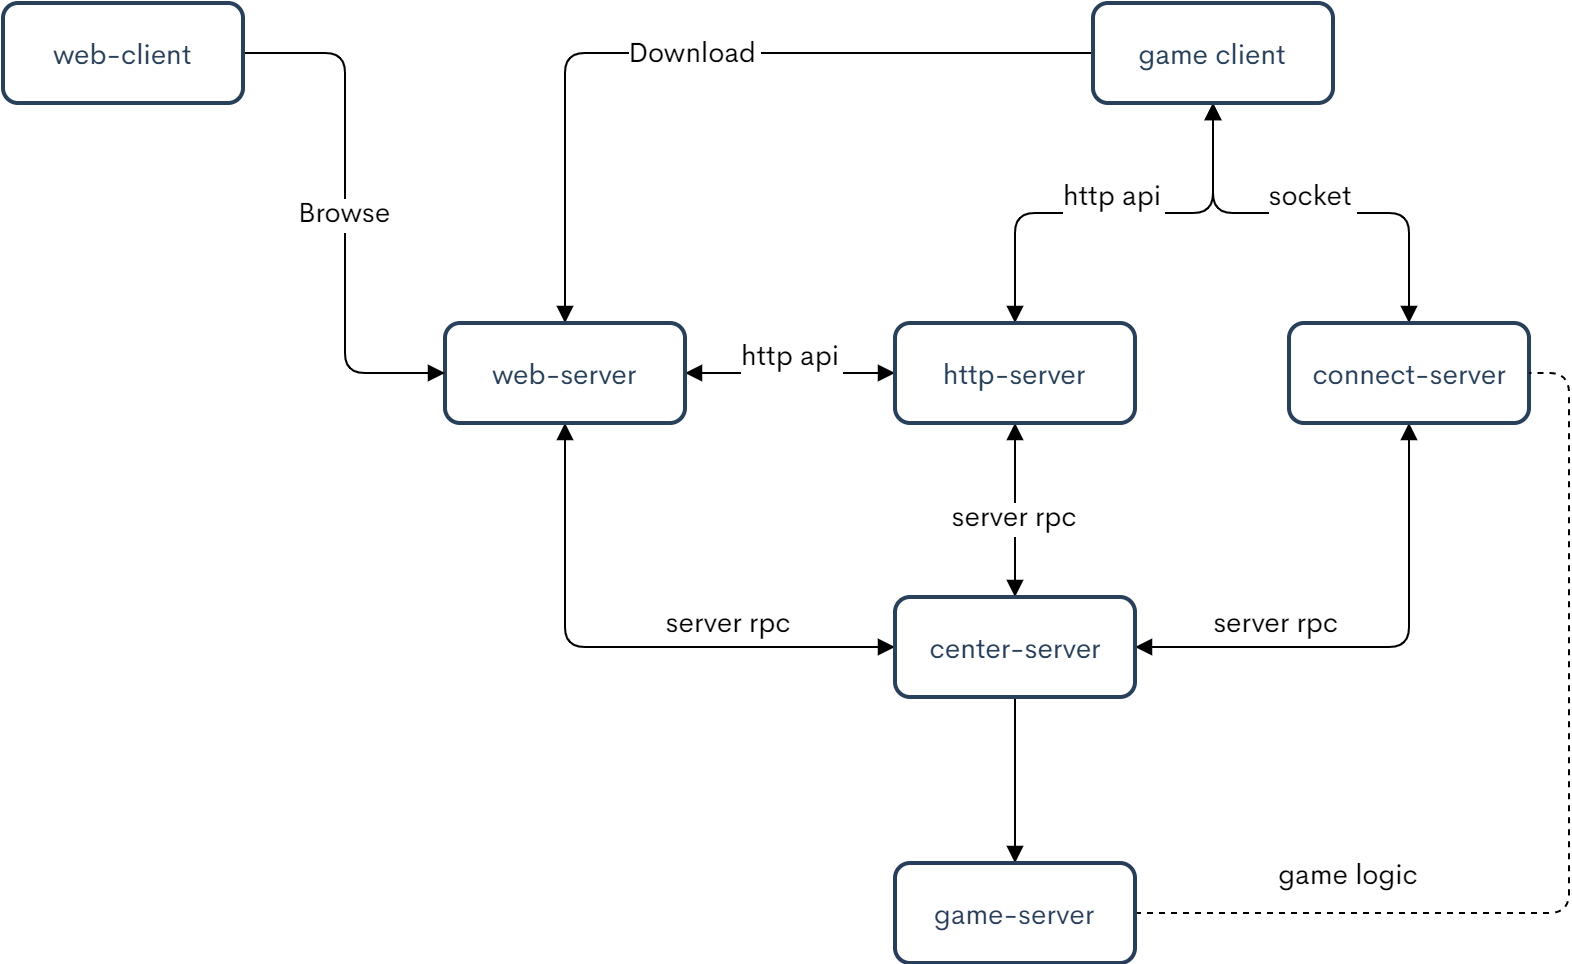 web-client
Download
game client
http api
socket
Browse
web-server
http api
http-server
connect-server
server rpc
server rpc
center-server
server rpc
game logic
game-server